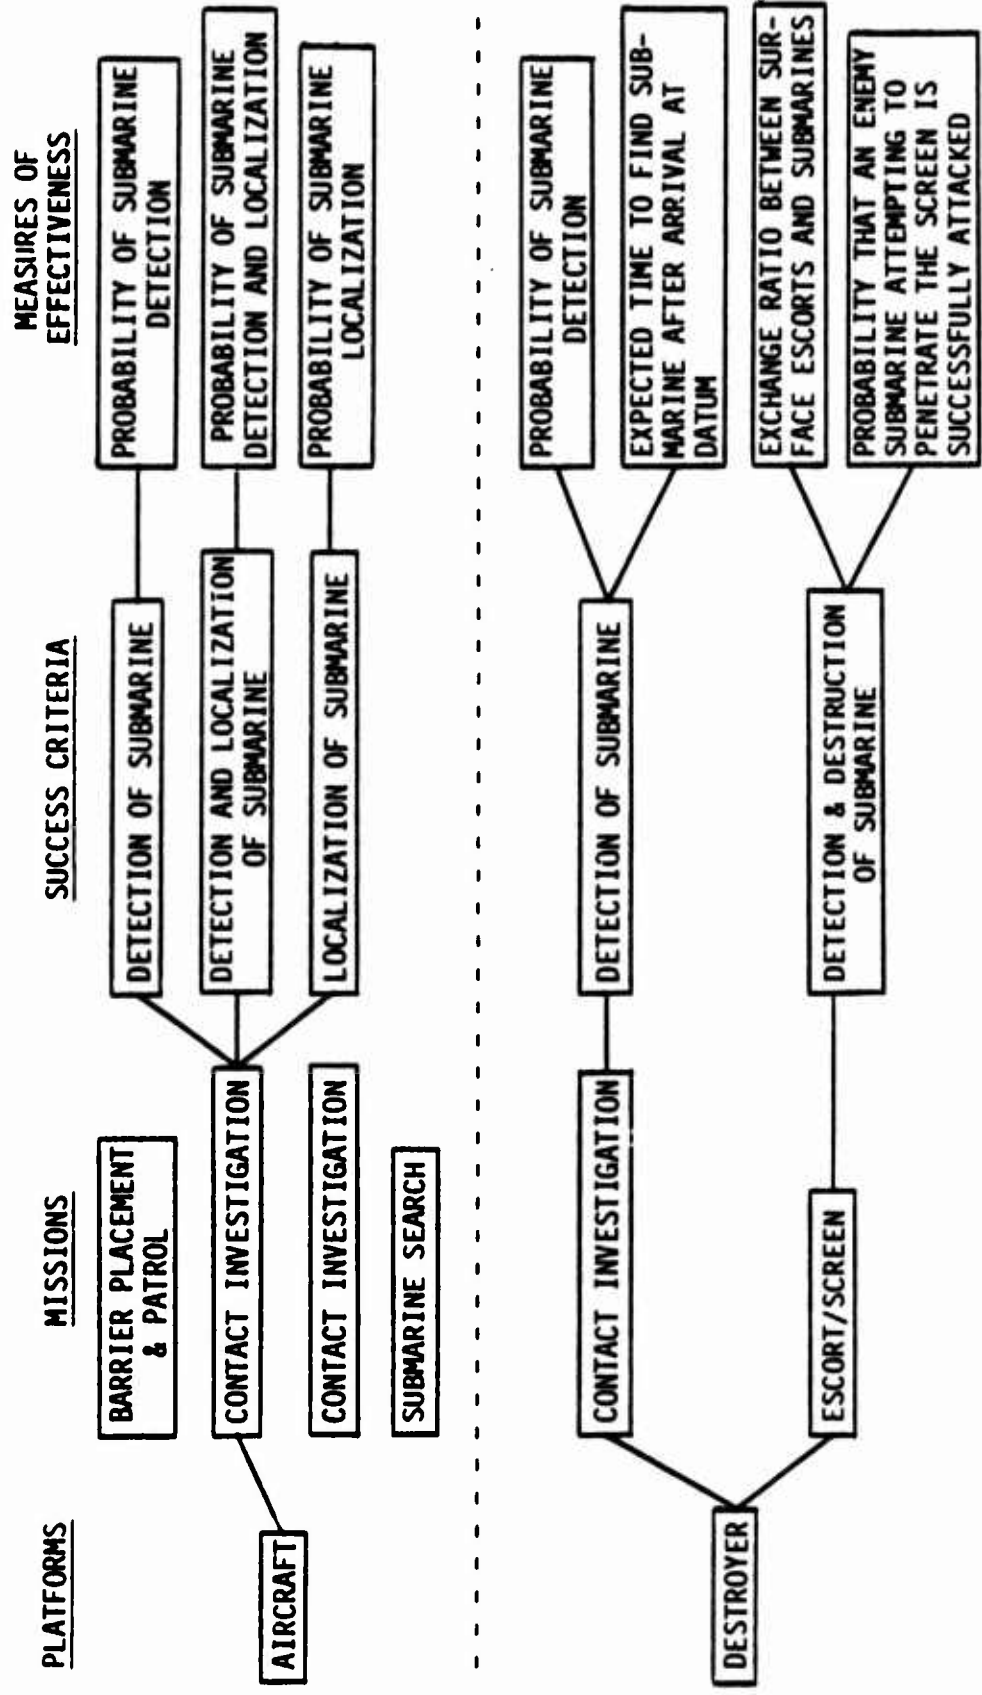 PLATFORMS
MISSIONS
SUCCESS CRITERIA
MEASURES OF
EFFECTIVENESS
AIRCRAFT
BARRIER PLACEMENT
& PATROL
CONTACT INVESTIGATION
CONTACT INVESTIGATION
SUBMARINE SEARCH
DETECTION OF SUBMARINE
DETECTION AND LOCALIZATION
OF SUBMARINE
LOCALIZATION OF SUBMARINE
PROBABILITY OF SUBMARINE
DETECTION
PROBABILITY OF SUBMARINE
DETECTION AND LOCALIZATION
PROBABILITY OF SUBMARINE
LOCALIZATION
DESTROYER
CONTACT INVESTIGATION
ESCORT/SCREEN
DETECTION OF SUBMARINE
DETECTION & DESTRUCTION
OF SUBMARINE
PROBABILITY OF SUBMARINE
DETECTION
EXPECTED TIME TO FIND SUB-
MARINE AFTER ARRIVAL AT
DATUM
EXCHANGE RATIO BETWEEN SUR-
FACE ESCORTS AND SUBMARINES
PROBABILITY THAT AN ENEMY
SUBMARINE ATTEMPTING TO
PENETRATE THE SCREEN IS
SUCCESSFULLY ATTACKED